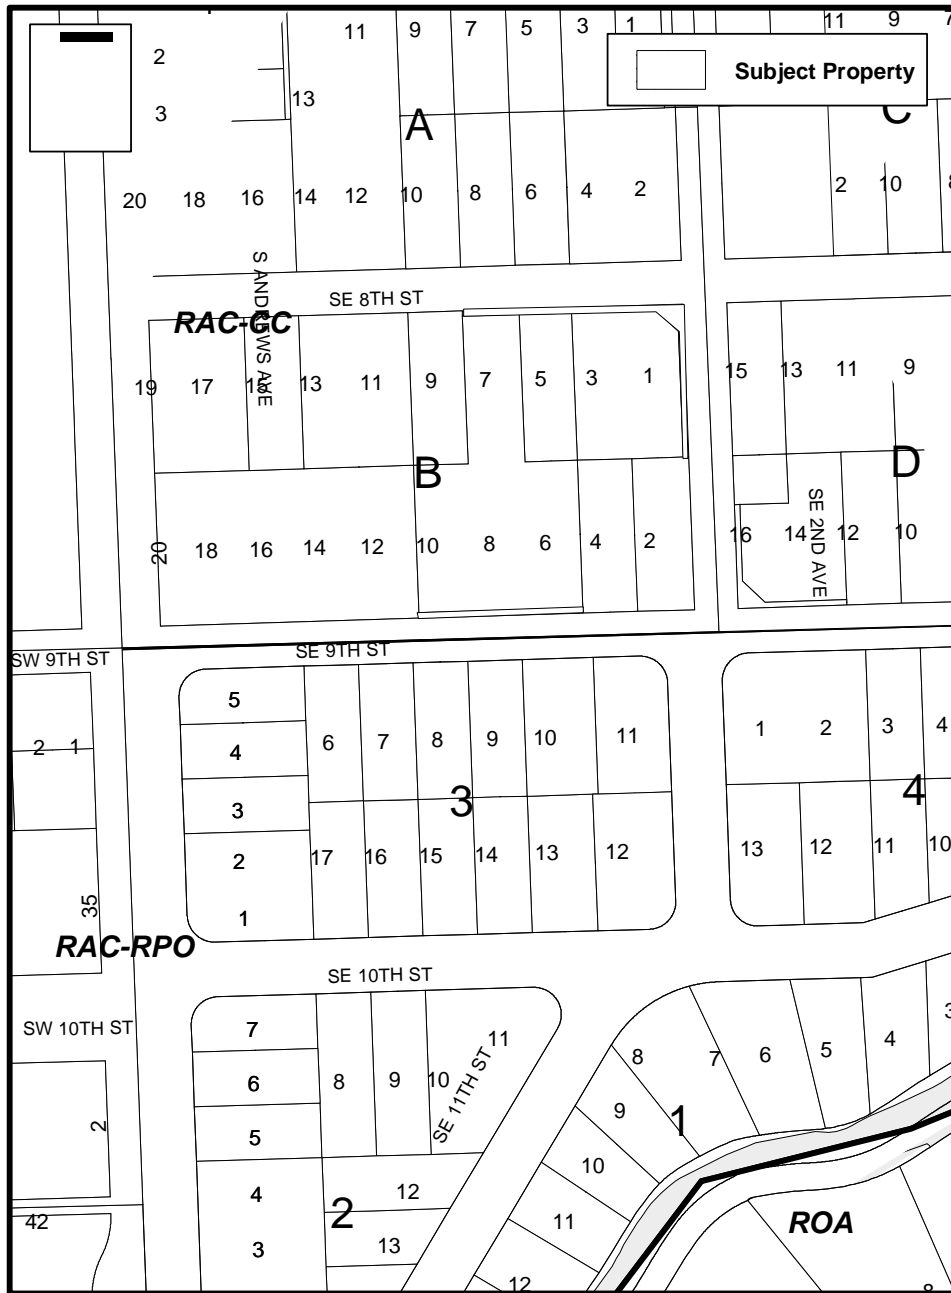 11 9 7 5 3 1 11 9 7
2
3
13
Subject Property
A
C
20 18 16 14 12 10 8 6 4 2 2 10 8
S ANDREWS AVE
SE 8TH ST
RAC-CC
19 17 15 13 11 9 7 5 3 1 15 13 11 9
B
D
20 18 16 14 12 10 8 6 4 2 16 14 12 10
SE 2ND AVE
SW 9TH ST
SE 9TH ST
5
4
3
2
1
2 1
6 7 8 9 10 11
1 2 3 4
3
4
17 16 15 14 13 12
13 12 11 10
35
RAC-RPO
SE 10TH ST
SW 10TH ST
7
6
5
4
3
8 9 10 11
SE 11TH ST
8 7 6 5 4 3
9
1
10
11
12
2
42
12
2
13
ROA
8